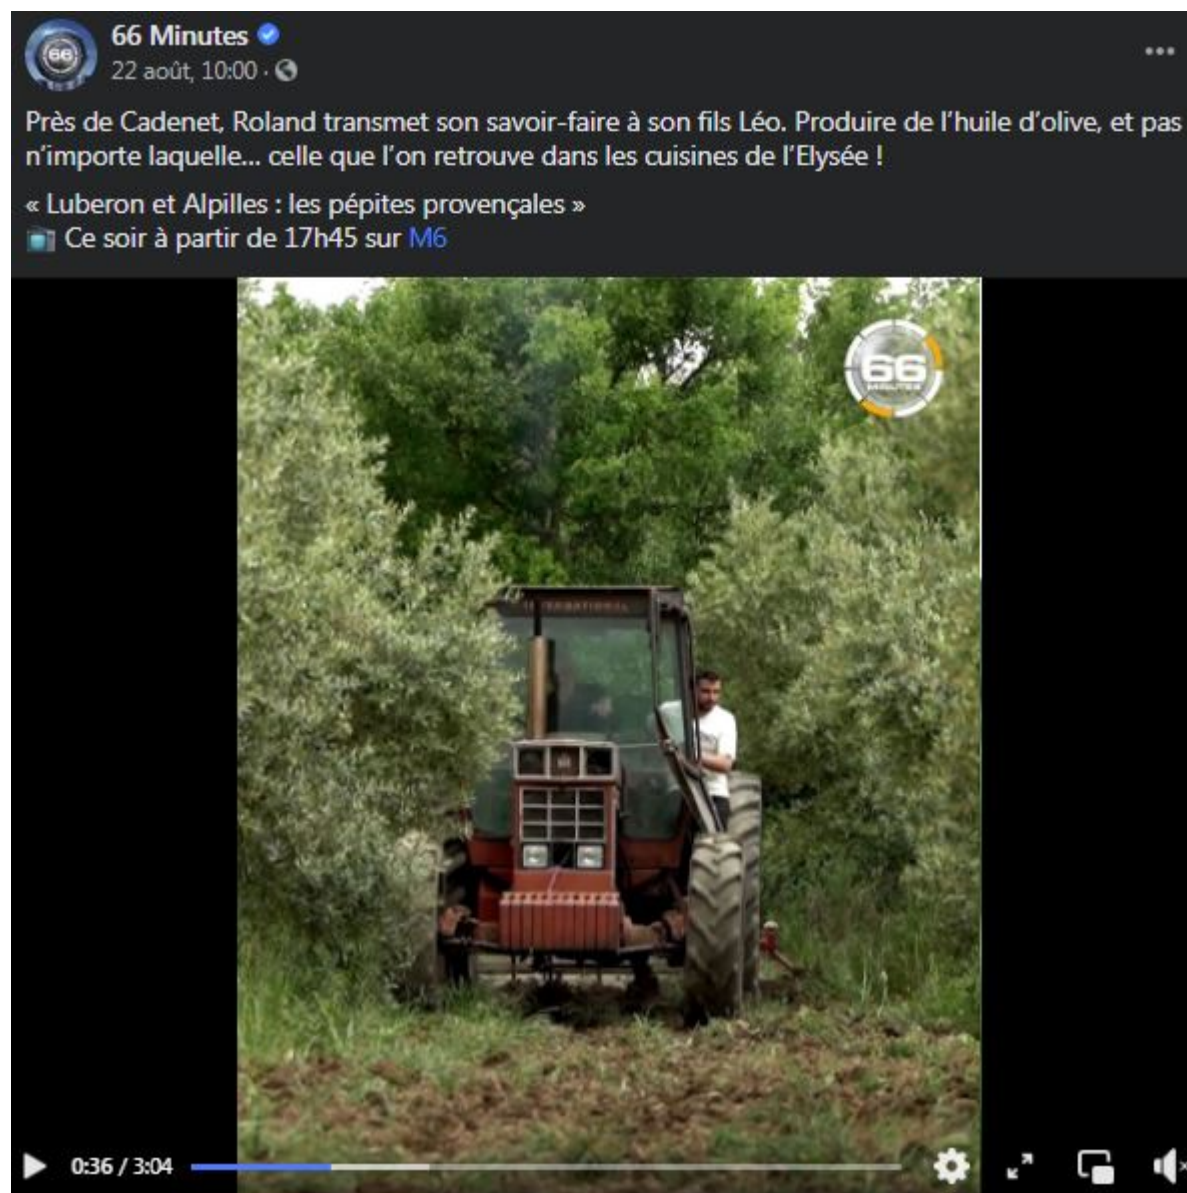 66 Minutes
22 août, 10:00 ·
Près de Cadenet, Roland transmet son savoir-faire à son fils Léo. Produire de l’huile d’olive, et pas
n’importe laquelle... celle que l’on retrouve dans les cuisines de l’Elysée !
« Luberon et Alpilles : les pépites provençales »
Ce soir à partir de 17h45 sur M6
66
MINUTES
INTERNATIONAL
0:36 / 3:04